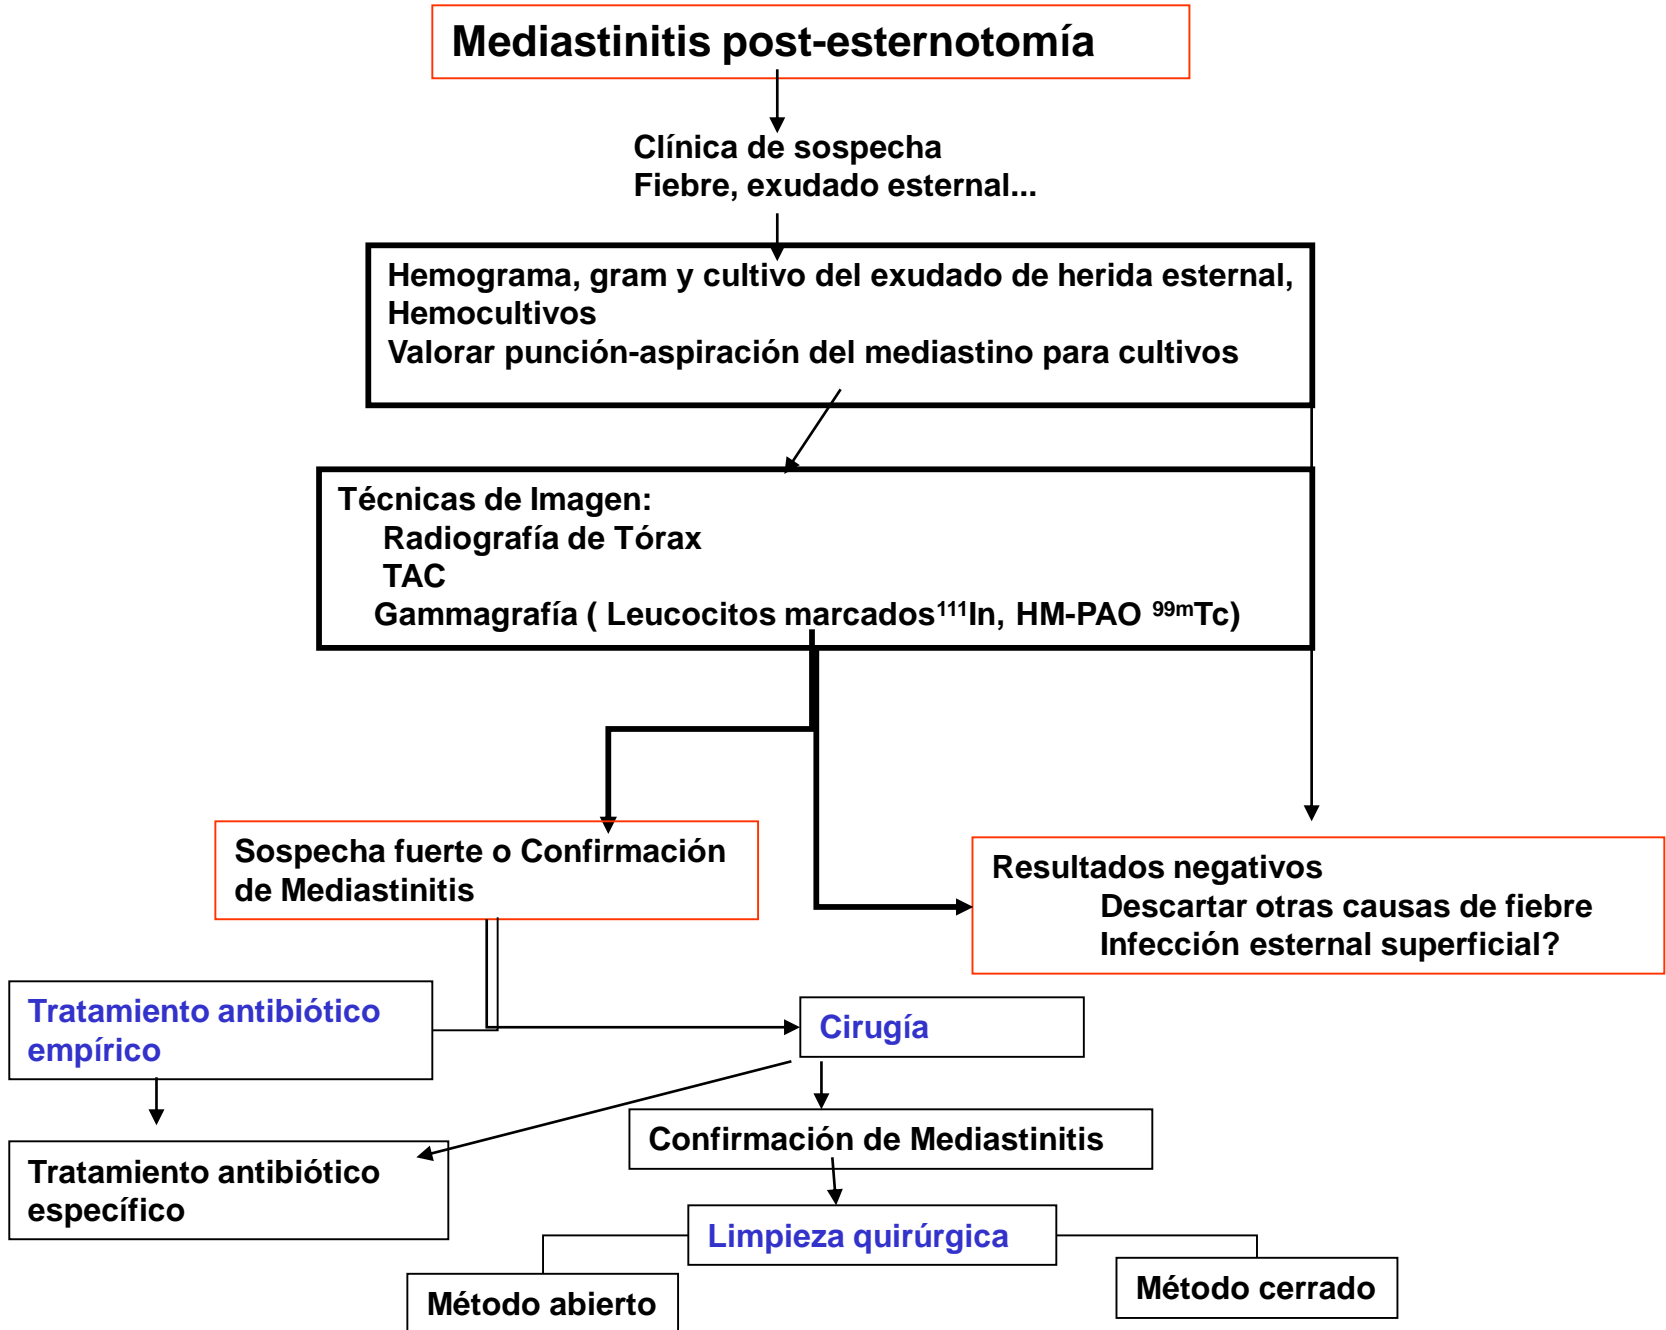 Mediastinitis post-esternotomía
Clínica de sospecha
Fiebre, exudado esternal...
Hemograma, gram y cultivo del exudado de herida esternal,
Hemocultivos
Valorar punción-aspiración del mediastino para cultivos
Técnicas de Imagen:
Radiografía de Tórax
TAC
Gammagrafía ( Leucocitos marcados ¹¹¹In, HM-PAO ⁹⁹ᵐTc)
Sospecha fuerte o Confirmación
de Mediastinitis
Resultados negativos
Descartar otras causas de fiebre
Infección esternal superficial?
Tratamiento antibiótico
empírico
Cirugía
Confirmación de Mediastinitis
Tratamiento antibiótico
específico
Limpieza quirúrgica
Método abierto
Método cerrado